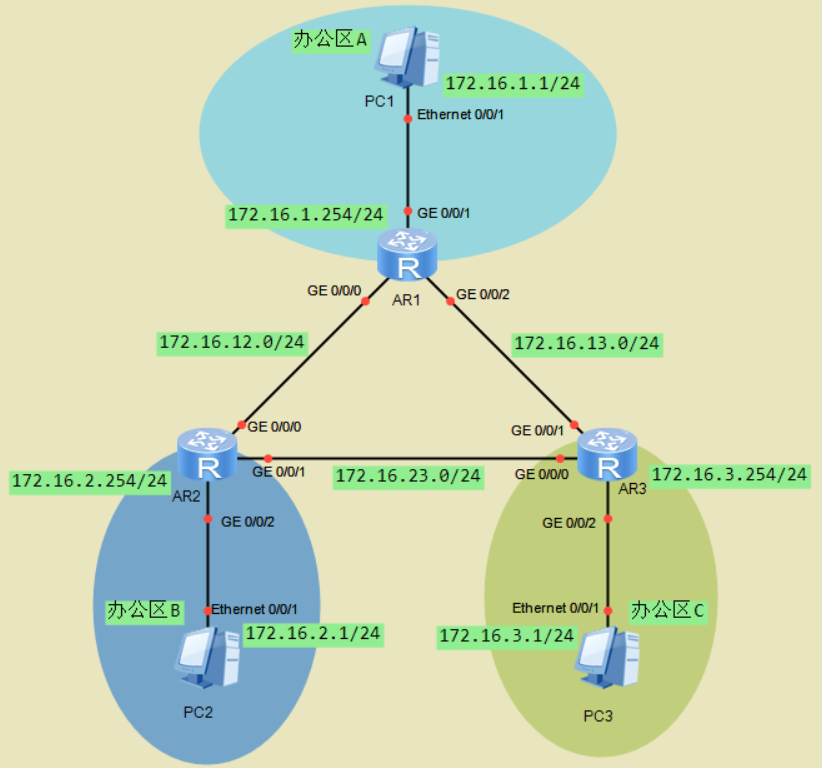 办公区A
172.16.1.1/24
PC1
Ethernet 0/0/1
172.16.1.254/24
GE 0/0/1
R
AR1
GE 0/0/0
GE 0/0/2
172.16.12.0/24
172.16.13.0/24
GE 0/0/0
GE 0/0/1
R
R
GE 0/0/1
172.16.23.0/24
GE 0/0/0
172.16.2.254/24
172.16.3.254/24
AR2
AR3
GE 0/0/2
GE 0/0/2
办公区B
Ethernet 0/0/1
Ethernet 0/0/1
办公区C
172.16.2.1/24
172.16.3.1/24
PC2
PC3